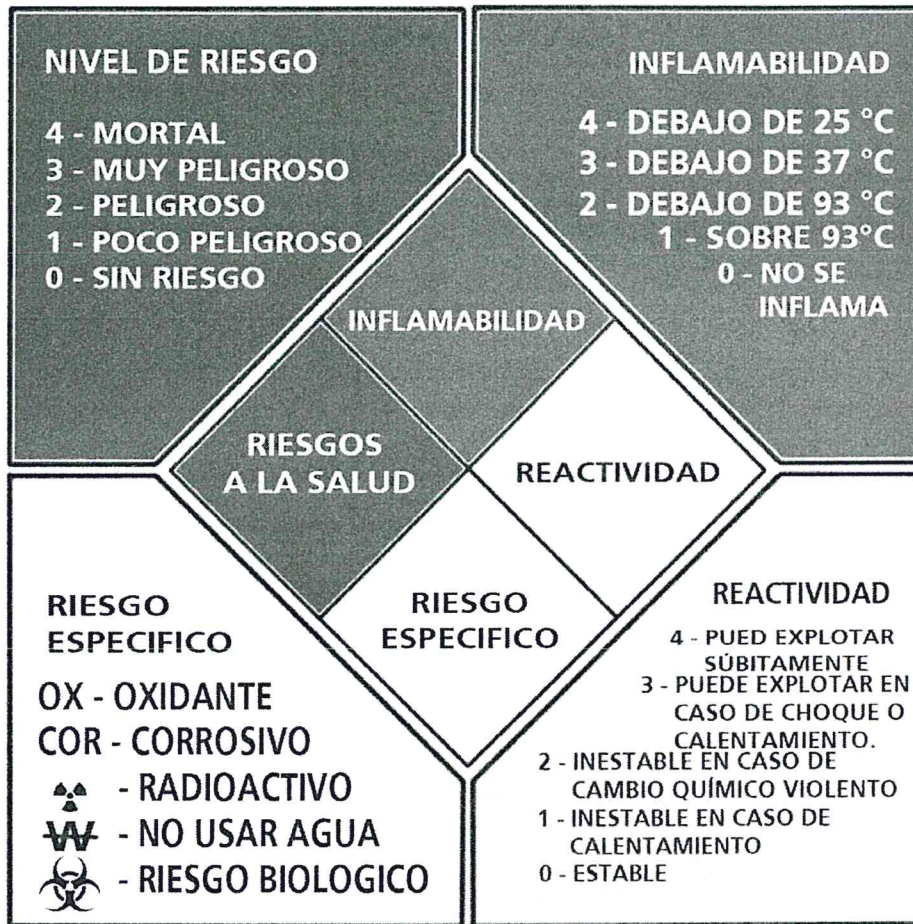 NIVEL DE RIESGO
4 - MORTAL
3 - MUY PELIGROSO
2 - PELIGROSO
1 - POCO PELIGROSO
0 - SIN RIESGO
INFLAMABILIDAD
4 - DEBAJO DE 25 °C
3 - DEBAJO DE 37 °C
2 - DEBAJO DE 93 °C
1 - SOBRE 93°C
0 - NO SE
INFLAMA
INFLAMABILIDAD
RIESGOS
A LA SALUD
REACTIVIDAD
RIESGO
ESPECIFICO
RIESGO
ESPECIFICO
OX - OXIDANTE
COR - CORROSIVO
- RADIOACTIVO
W - NO USAR AGUA
- RIESGO BIOLOGICO
REACTIVIDAD
4 - PUED EXPLOTAR
SÚBITAMENTE
3 - PUEDE EXPLOTAR EN
CASO DE CHOQUE O
CALENTAMIENTO.
2 - INESTABLE EN CASO DE
CAMBIO QUÍMICO VIOLENTO
1 - INESTABLE EN CASO DE
CALENTAMIENTO
0 - ESTABLE